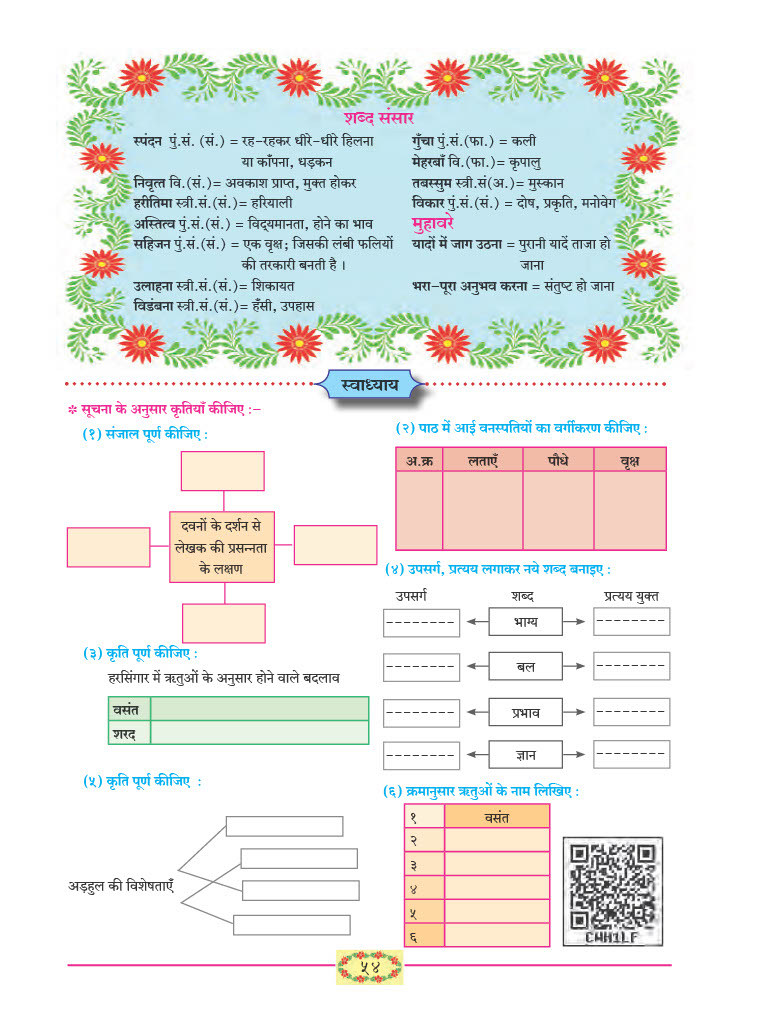 शब्द संसार
स्पंदन पुं.सं. (सं.) = रह-रहकर धीरे-धीरे हिलना
या काँपना, धड़कन
निवृत्त वि.(सं.)= अवकाश प्राप्त, मुक्त होकर
हरीतिमा स्त्री.सं.(सं.)= हरियाली
अस्तित्व पुं.सं.(सं.) = विद्‌यमानता, होने का भाव
सहिजन पुं.सं.(सं.) = एक वृक्ष; जिसकी लंबी फलियों
की तरकारी बनती है ।
उलाहना स्त्री.सं.(सं.)= शिकायत
विडंबना स्त्री.सं.(सं.)= हँसी, उपहास
गुँचा पुं.सं.(फा.) = कली
मेहरबाँ वि.(फा.)= कृपालु
तबस्सुम स्त्री.सं(अ.)= मुस्कान
विकार पुं.सं.(सं.) = दोष, प्रकृति, मनोवेग
मुहावरे
यादों में जाग उठना = पुरानी यादें ताजा हो
जाना
भरा-पूरा अनुभव करना = संतुष्ट हो जाना
स्वाध्याय
* सूचना के अनुसार कृतियाँ कीजिए :-
(१) संजाल पूर्ण कीजिए :
दवनों के दर्शन से
लेखक की प्रसन्नता
के लक्षण
(२) पाठ में आई वनस्पतियों का वर्गीकरण कीजिए :
अ.क्र लताएँ पौधे वृक्ष
(३) कृति पूर्ण कीजिए :
हरसिंगार में ऋतुओं के अनुसार होने वाले बदलाव
वसंत
शरद
(४) उपसर्ग, प्रत्यय लगाकर नये शब्द बनाइए :
उपसर्ग शब्द प्रत्यय युक्त
भाग्य
बल
प्रभाव
ज्ञान
(५) कृति पूर्ण कीजिए :
अड़हुल की विशेषताएँ
(६) क्रमानुसार ऋतुओं के नाम लिखिए :
१ वसंत
२
३
४
५
६
CWH1LF
५४